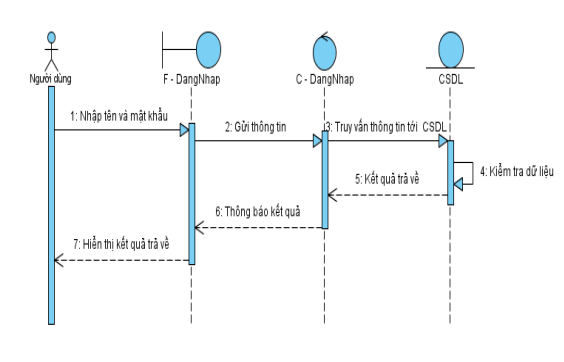 Người dùng
F - DangNhap
C - DangNhap
CSDL
1: Nhập tên và mật khẩu
2: Gửi thông tin
3: Truy vấn thông tin tới CSDL
4: Kiểm tra dữ liệu
5: Kết quả trả về
6: Thông báo kết quả
7: Hiển thị kết quả trả về